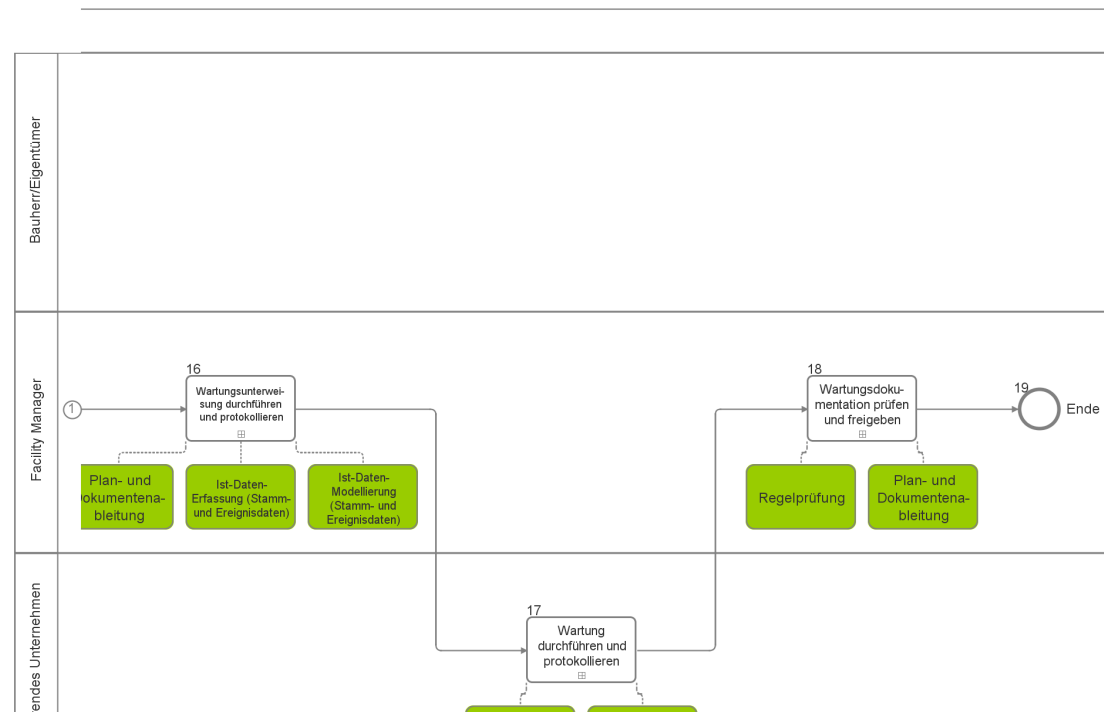 Bauherr/Eigentümer
Facility Manager
endes Unternehmen
1
16
Wartungsunterwei-
sung durchführen
und protokollieren
Plan- und
okumentena-
bleitung
Ist-Daten-
Erfassung (Stamm-
und Ereignisdaten)
Ist-Daten-
Modellierung
(Stamm- und
Ereignisdaten)
17
Wartung
durchführen und
protokollieren
18
Wartungsdoku-
mentation prüfen
und freigeben
Regelprüfung
Plan- und
Dokumentena-
bleitung
19
Ende